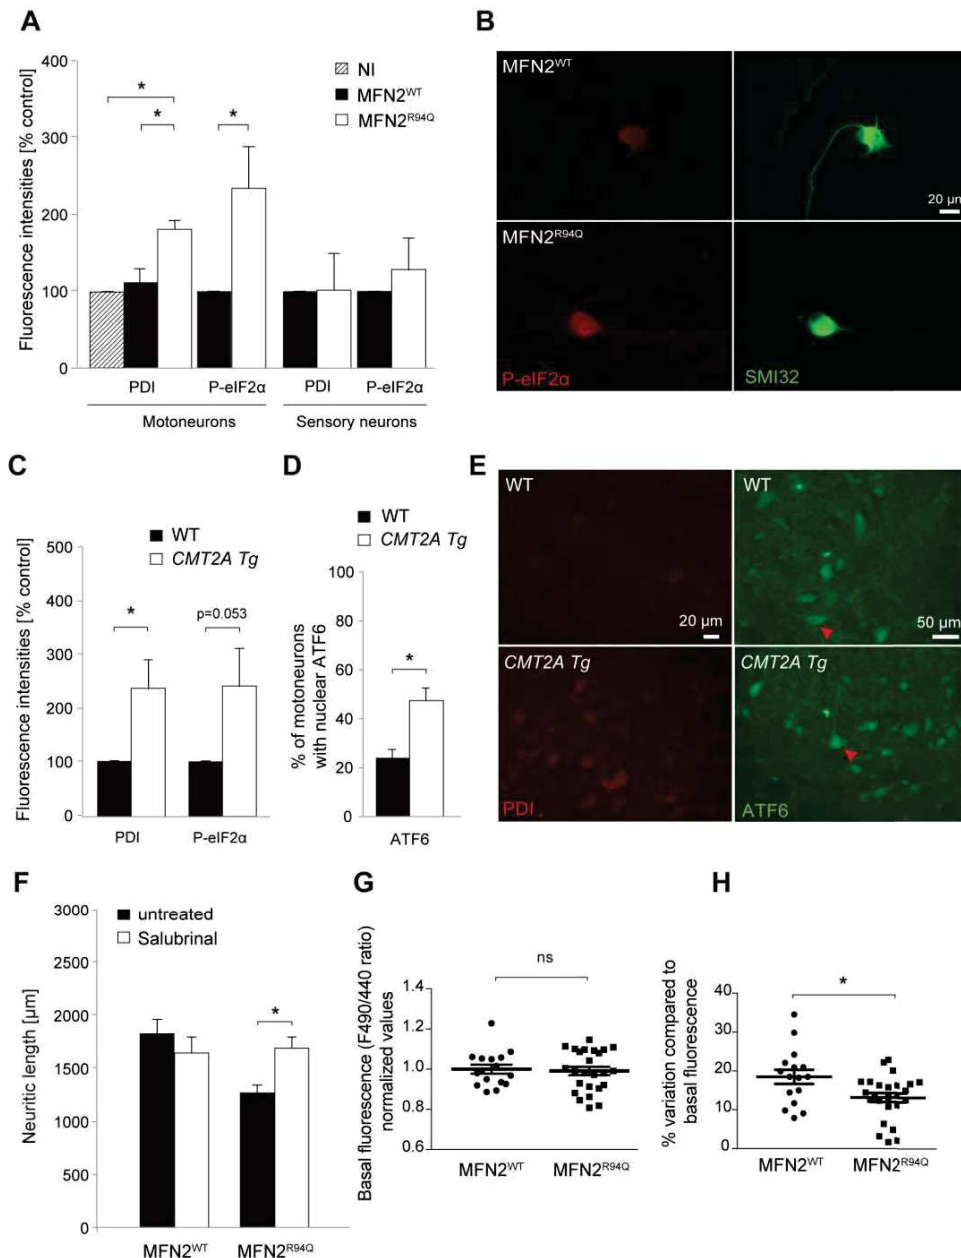 A
Fluorescence intensities [% control]
400
300
200
100
0
NI
MFN2WT
MFN2R94Q
*
*
*
PDI
P-eIF2α
PDI
P-eIF2α
Motoneurons
Sensory neurons
B
MFN2WT
20 µm
MFN2R94Q
P-eIF2α
SMI32
C
WT
CMT2A Tg
Fluorescence intensities [% control]
500
400
300
200
100
0
*
p=0.053
PDI
P-eIF2α
D
WT
CMT2A Tg
% of motoneurons
with nuclear ATF6
100
80
60
40
20
0
*
ATF6
E
WT
WT
20 µm
50 µm
CMT2A Tg
CMT2A Tg
PDI
ATF6
F
untreated
Salubrinal
Neuritic length [µm]
3000
2500
2000
1500
1000
500
0
*
MFN2WT
MFN2R94Q
G
Basal fluorescence (F490/440 ratio)
normalized values
1.4
1.2
1.0
0.8
0.6
ns
MFN2WT
MFN2R94Q
H
% variation compared to
basal fluorescence
40
30
20
10
0
*
MFN2WT
MFN2R94Q